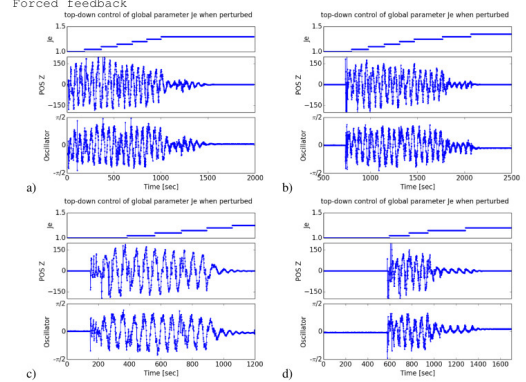 Forced feedback
top-down control of global parameter Je when perturbed
top-down control of global parameter Je when perturbed
1.5
Je
1.0
1.5
Je
1.0
150
0
−150
POS Z
150
0
−150
POS Z
π/2
0
−π/2
Oscillator
π/2
0
−π/2
Oscillator
0 500 1000 1500 2000
500 1000 1500 2000 2500
a) Time [sec]
b) Time [sec]
top-down control of global parameter Je when perturbed
top-down control of global parameter Je when perturbed
1.5
Je
1.0
1.5
Je
1.0
150
0
−150
POS Z
150
0
−150
POS Z
π/2
0
−π/2
Oscillator
π/2
0
−π/2
Oscillator
0 200 400 600 800 1000 1200
0 200 400 600 800 1000 1200 1400 1600
c) Time [sec]
d) Time [sec]